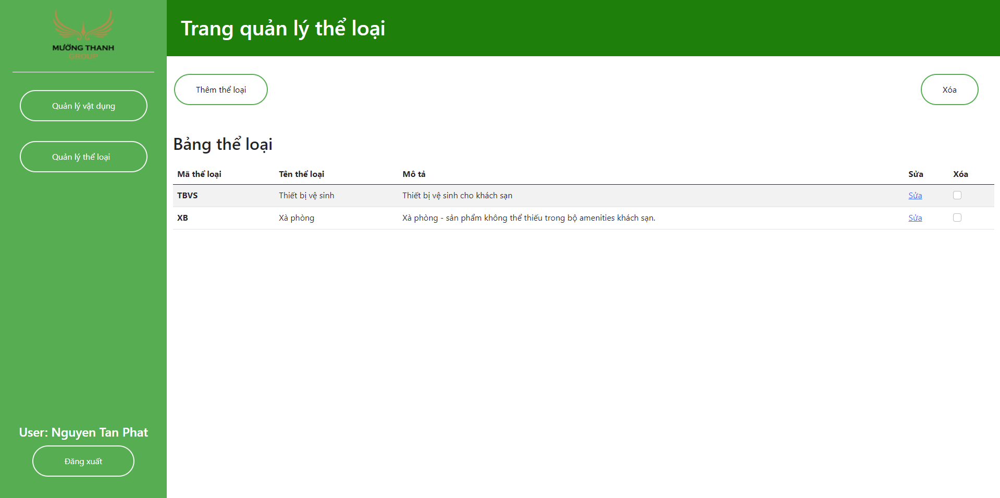 MƯỜNG THANH
GROUP
Quản lý vật dụng
Quản lý thể loại
User: Nguyen Tan Phat
Đăng xuất
Trang quản lý thể loại
Thêm thể loại
Xóa
Bảng thể loại
Mã thể loại Tên thể loại Mô tả Sửa Xóa
TBVS Thiết bị vệ sinh Thiết bị vệ sinh cho khách sạn Sửa
XB Xà phòng Xà phòng - sản phẩm không thể thiếu trong bộ amenities khách sạn. Sửa